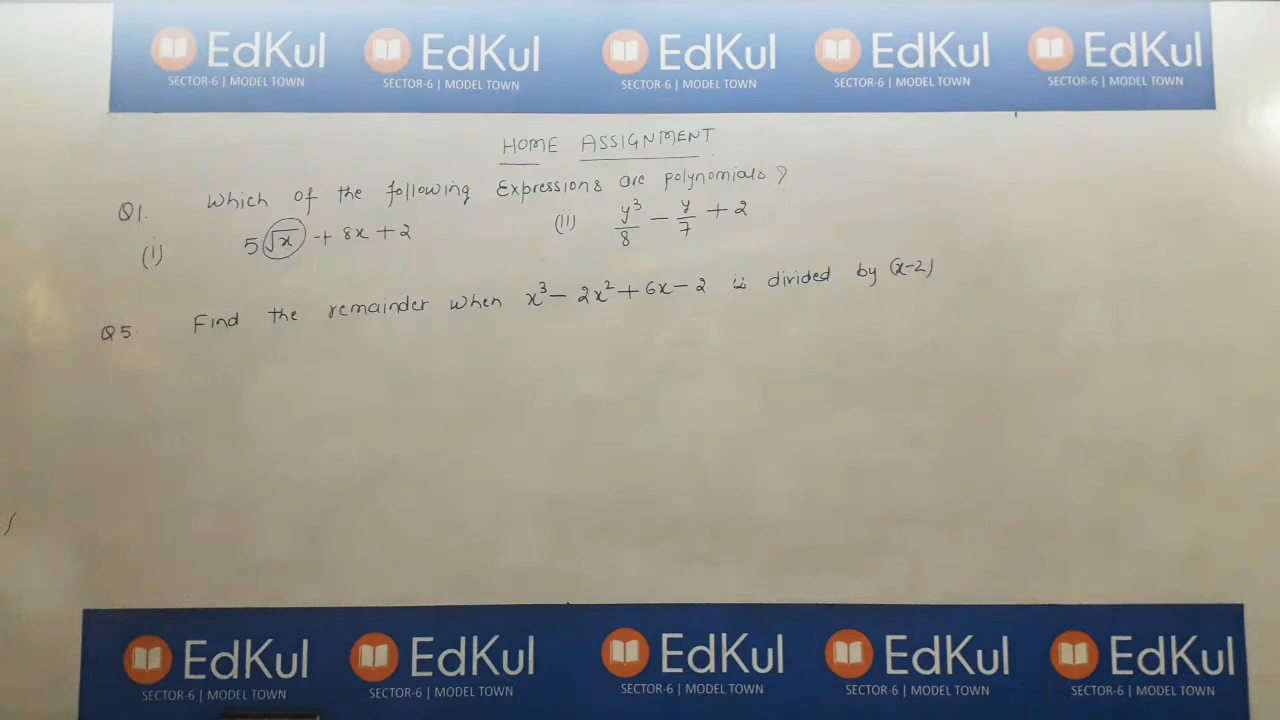 EdKul EdKul EdKul EdKul EdKul
SECTOR-6 | MODEL TOWN SECTOR-6 | MODEL TOWN SECTOR-6 | MODEL TOWN SECTOR-6 | MODEL TOWN SECTOR-6 | MODEL TOWN
HOME ASSIGNMENT
Q1. Which of the following Expressions are polynomials?
(i) 5√x + 8x + 2 (ii) y³/8 − y/7 + 2
Q5. Find the remainder when x³ − 2x² + 6x − 2 is divided by (x−2)
EdKul EdKul EdKul EdKul EdKul
SECTOR-6 | MODEL TOWN SECTOR-6 | MODEL TOWN SECTOR-6 | MODEL TOWN SECTOR-6 | MODEL TOWN SECTOR-6 | MODEL TOWN